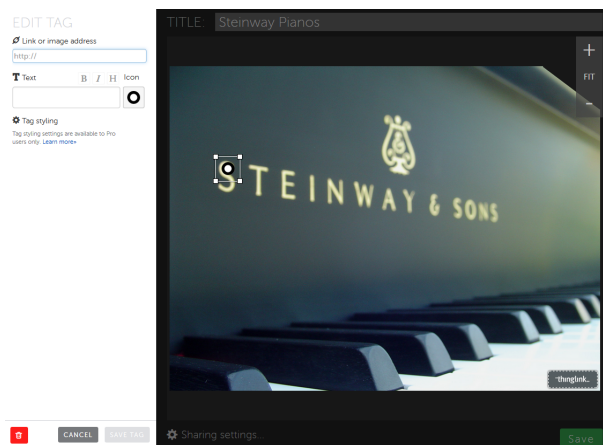 EDIT TAG
Link or image address
http://
Text B I H Icon
Tag styling
Tag styling settings are available to Pro
users only. Learn more»
CANCEL SAVE TAG
TITLE: Steinway Pianos
+
FIT
−
STEINWAY & SONS
thinglink..
Sharing settings...
Save